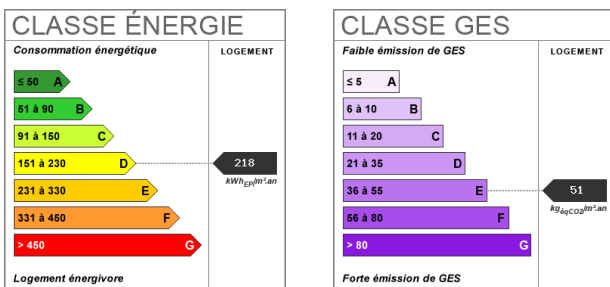 CLASSE ÉNERGIE
Consommation énergétique
LOGEMENT
≤ 50 A
51 à 90 B
91 à 150 C
151 à 230 D
218
kWhEP/m².an
231 à 330 E
331 à 450 F
> 450 G
Logement énergivore
CLASSE GES
Faible émission de GES
LOGEMENT
≤ 5 A
6 à 10 B
11 à 20 C
21 à 35 D
36 à 55 E
51
kgéqCO2/m².an
56 à 80 F
> 80 G
Forte émission de GES